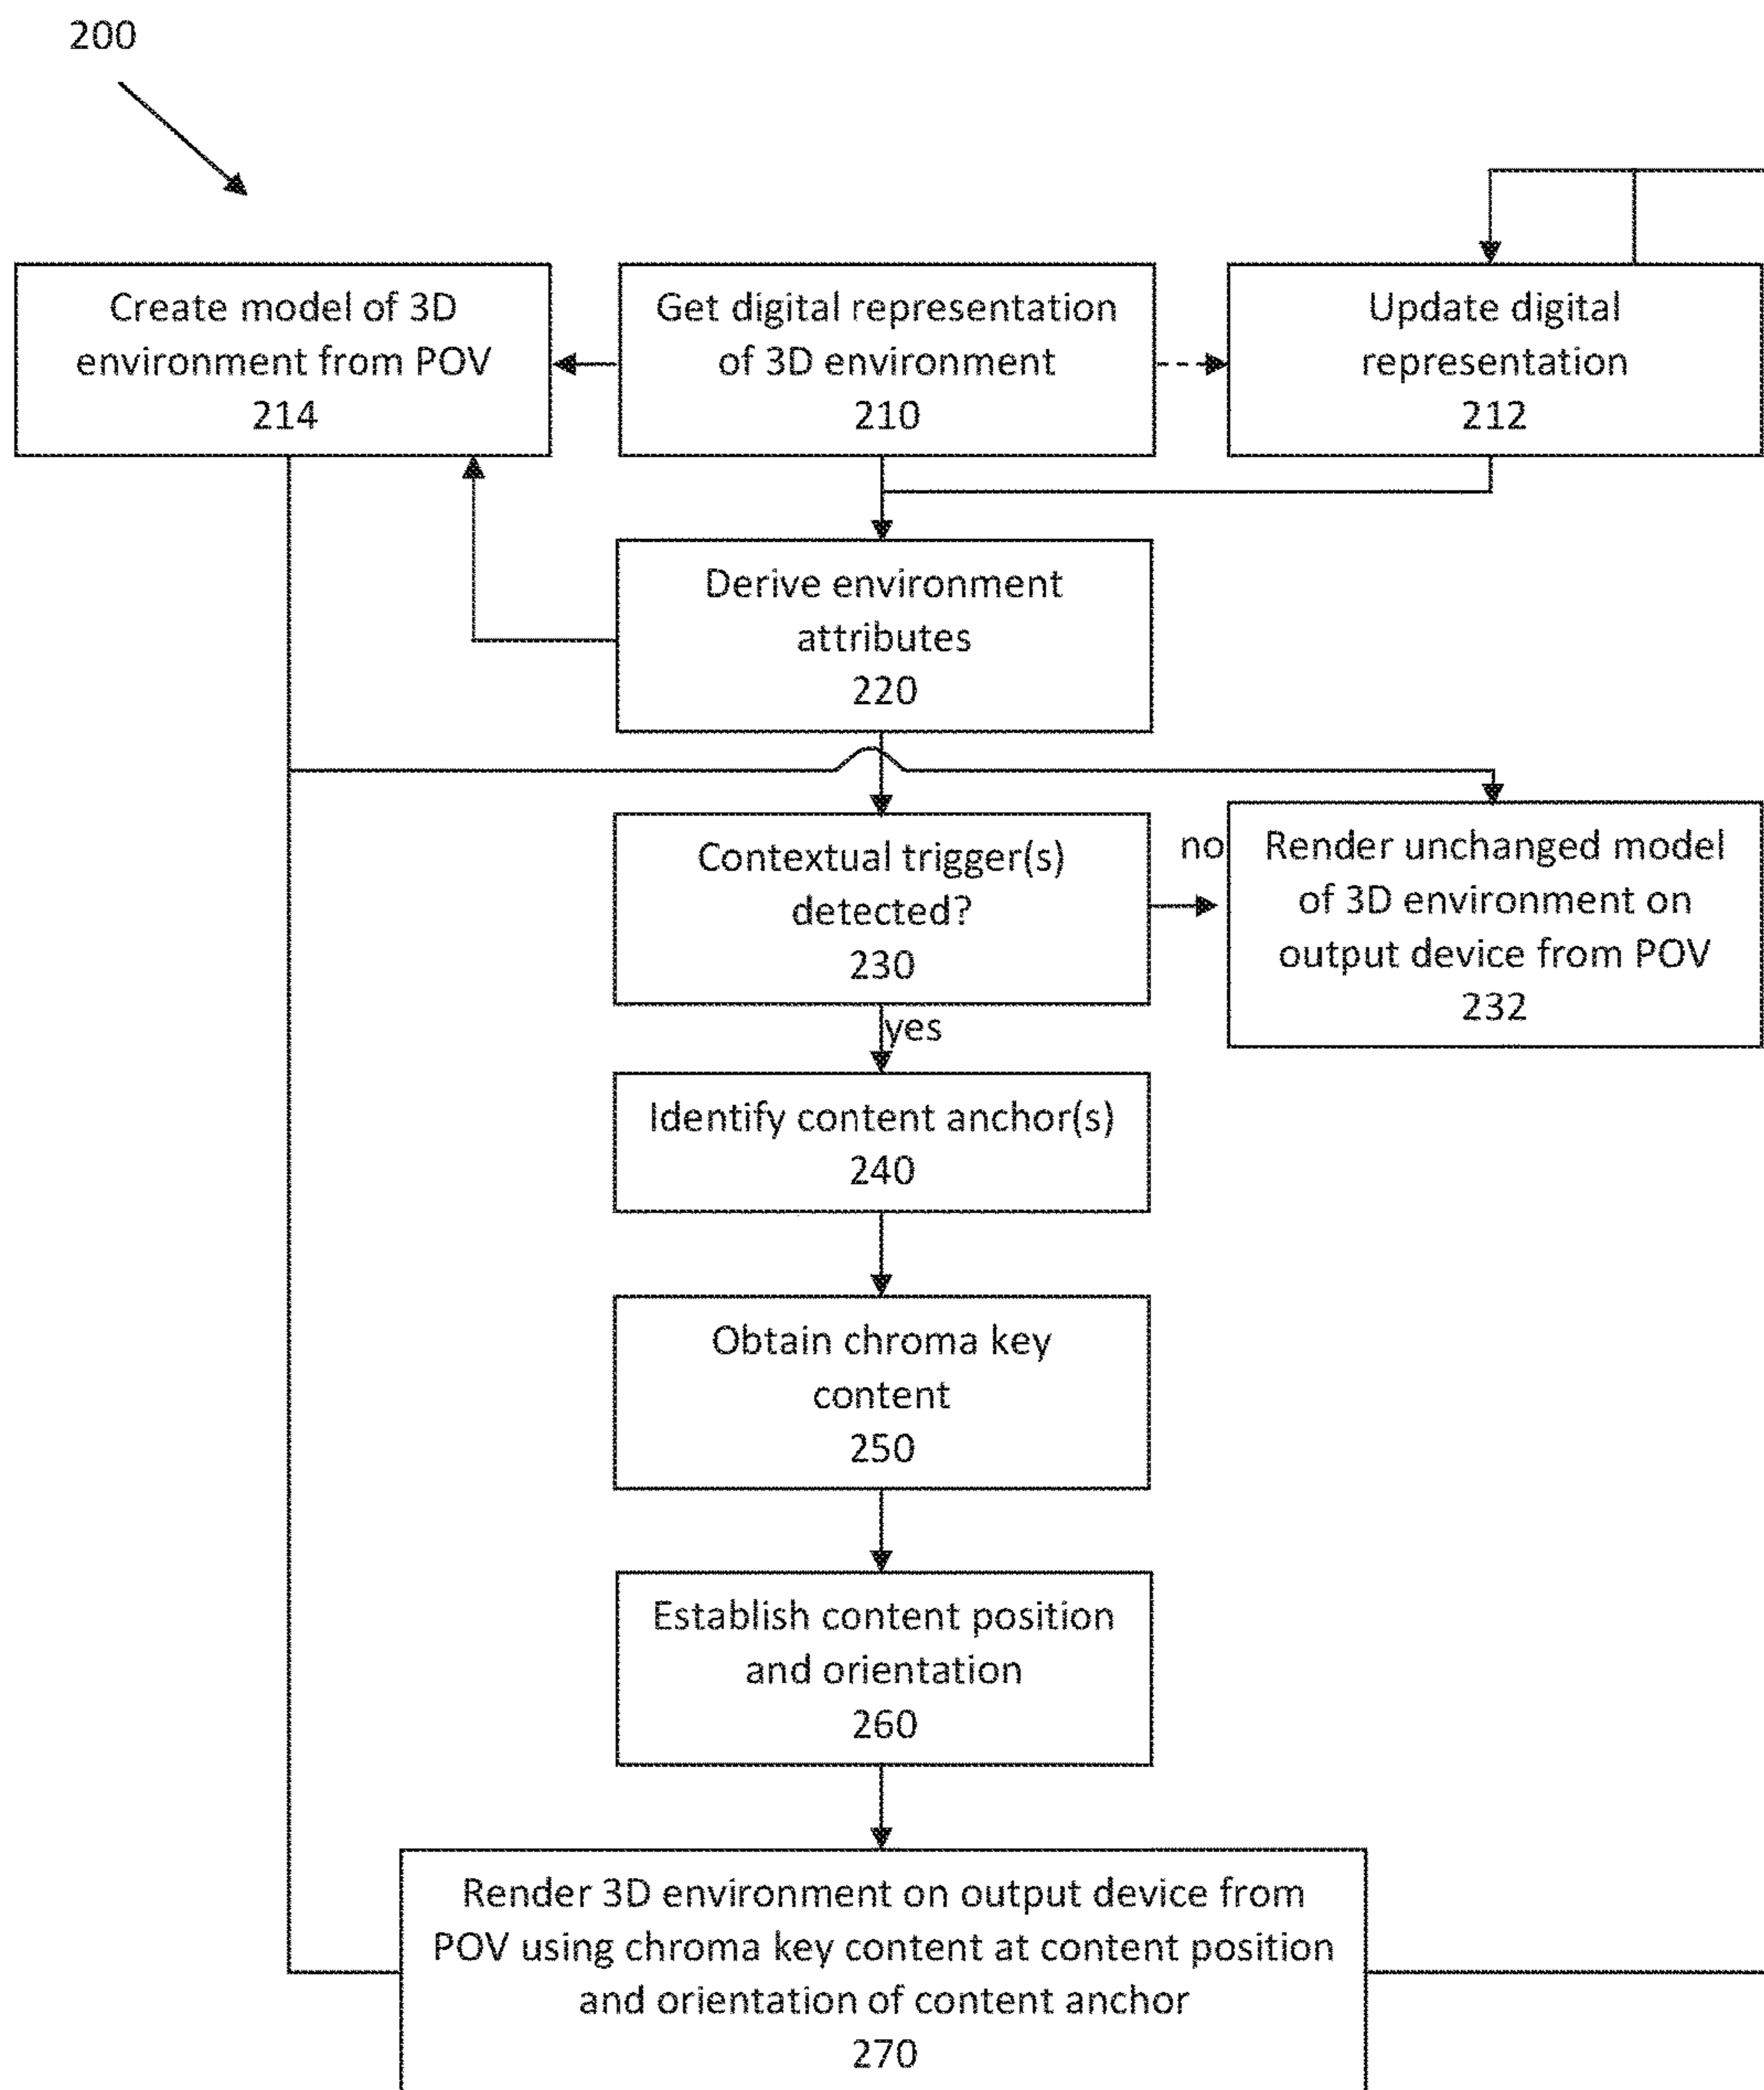 200
Create model of 3D
environment from POV
214
Get digital representation
of 3D environment
210
Update digital
representation
212
Derive environment
attributes
220
Contextual trigger(s)
detected?
230
no
Render unchanged model
of 3D environment on
output device from POV
232
yes
Identify content anchor(s)
240
Obtain chroma key
content
250
Establish content position
and orientation
260
Render 3D environment on output device from
POV using chroma key content at content position
and orientation of content anchor
270